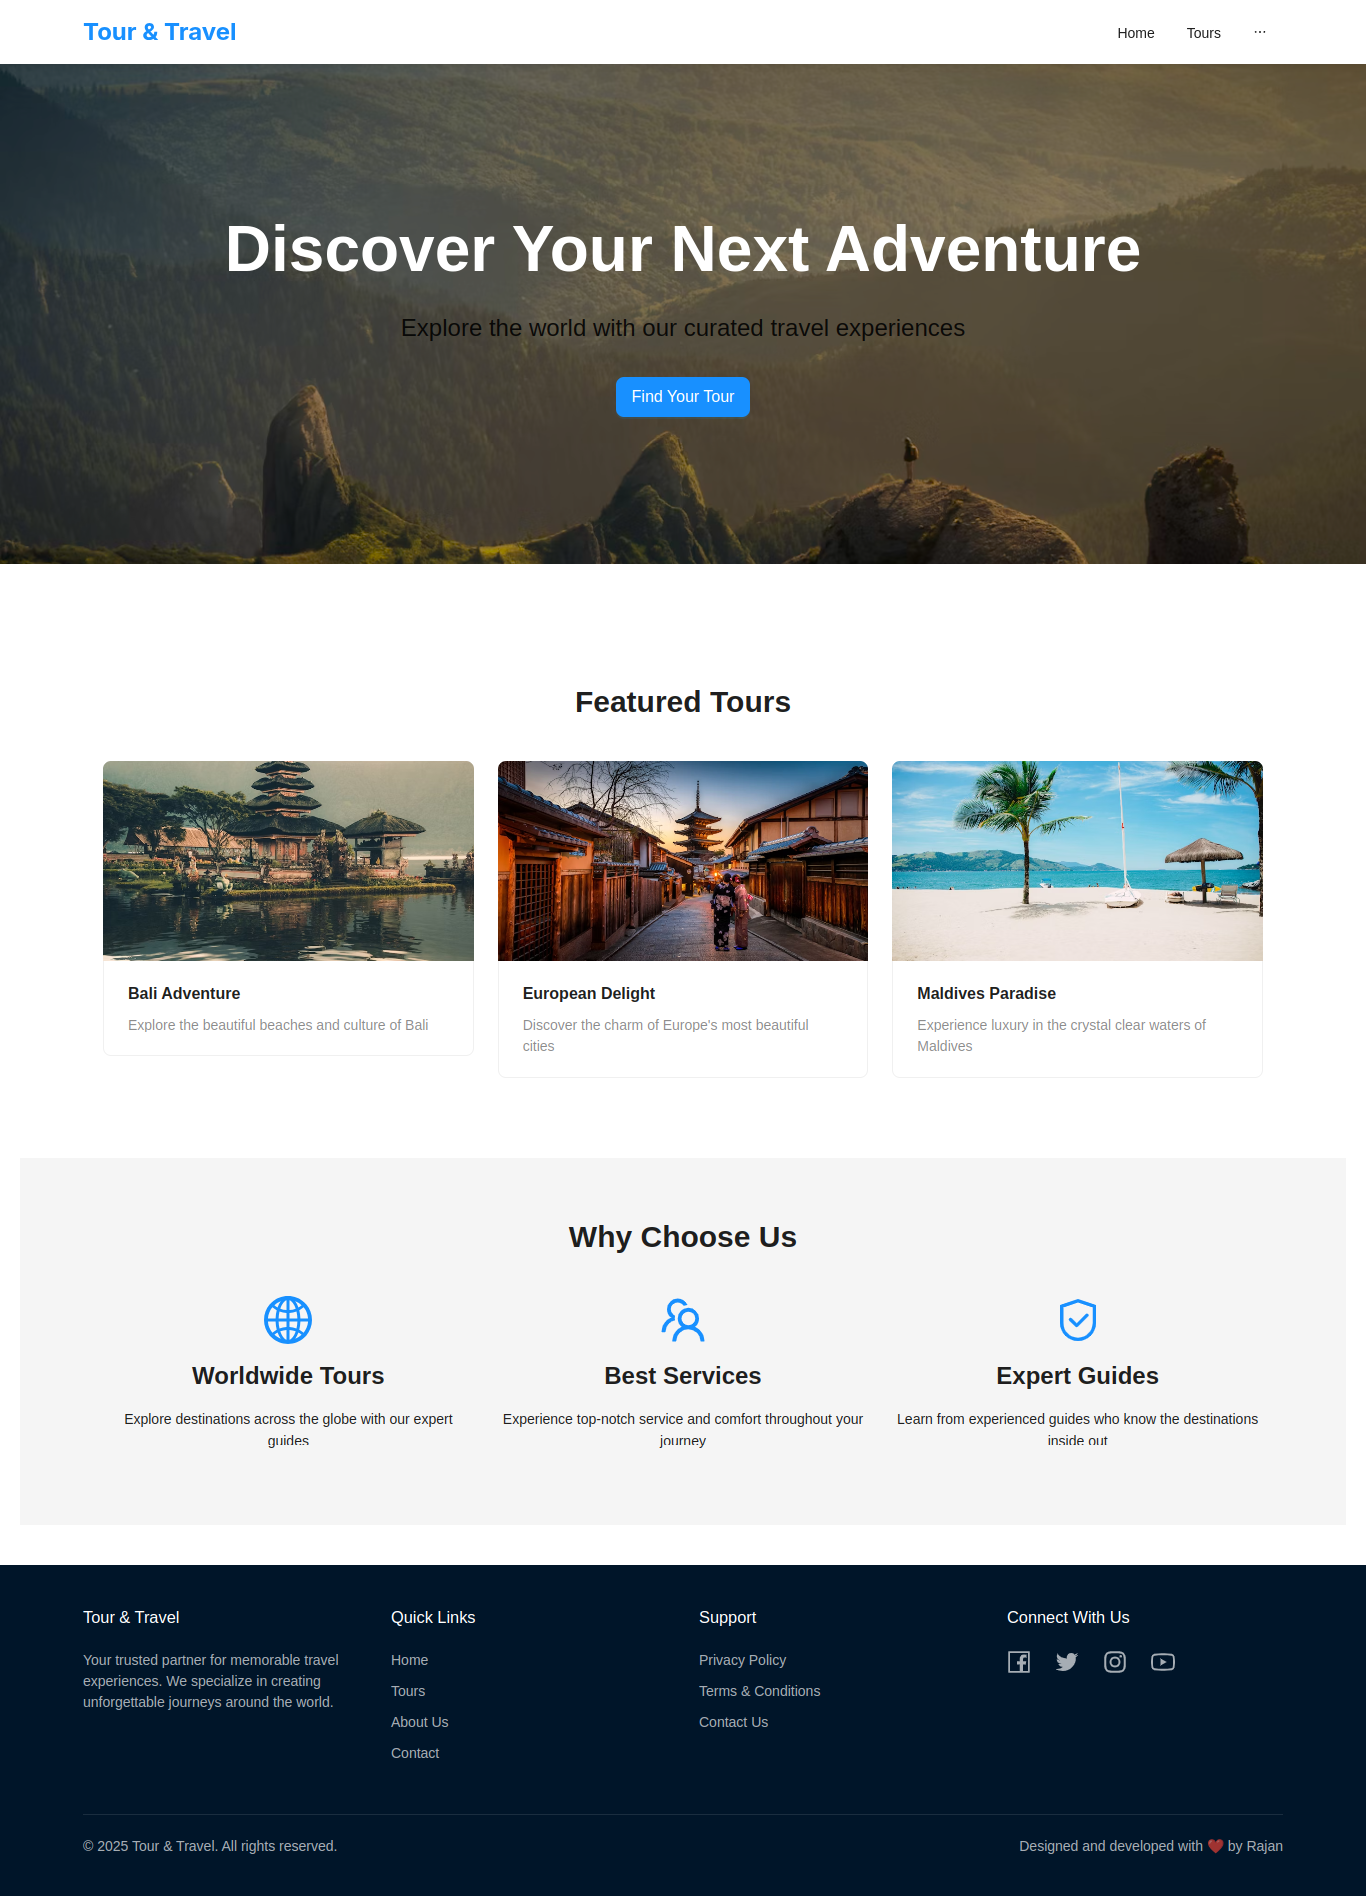 Tour & Travel
Home
Tours
···
Discover Your Next Adventure
Explore the world with our curated travel experiences
Find Your Tour
Featured Tours
Bali Adventure
Explore the beautiful beaches and culture of Bali
European Delight
Discover the charm of Europe's most beautiful
cities
Maldives Paradise
Experience luxury in the crystal clear waters of
Maldives
Why Choose Us
Worldwide Tours
Explore destinations across the globe with our expert
guides
Best Services
Experience top-notch service and comfort throughout your
journey
Expert Guides
Learn from experienced guides who know the destinations
inside out
Tour & Travel
Your trusted partner for memorable travel
experiences. We specialize in creating
unforgettable journeys around the world.
Quick Links
Home
Tours
About Us
Contact
Support
Privacy Policy
Terms & Conditions
Contact Us
Connect With Us
© 2025 Tour & Travel. All rights reserved.
Designed and developed with ❤️ by Rajan